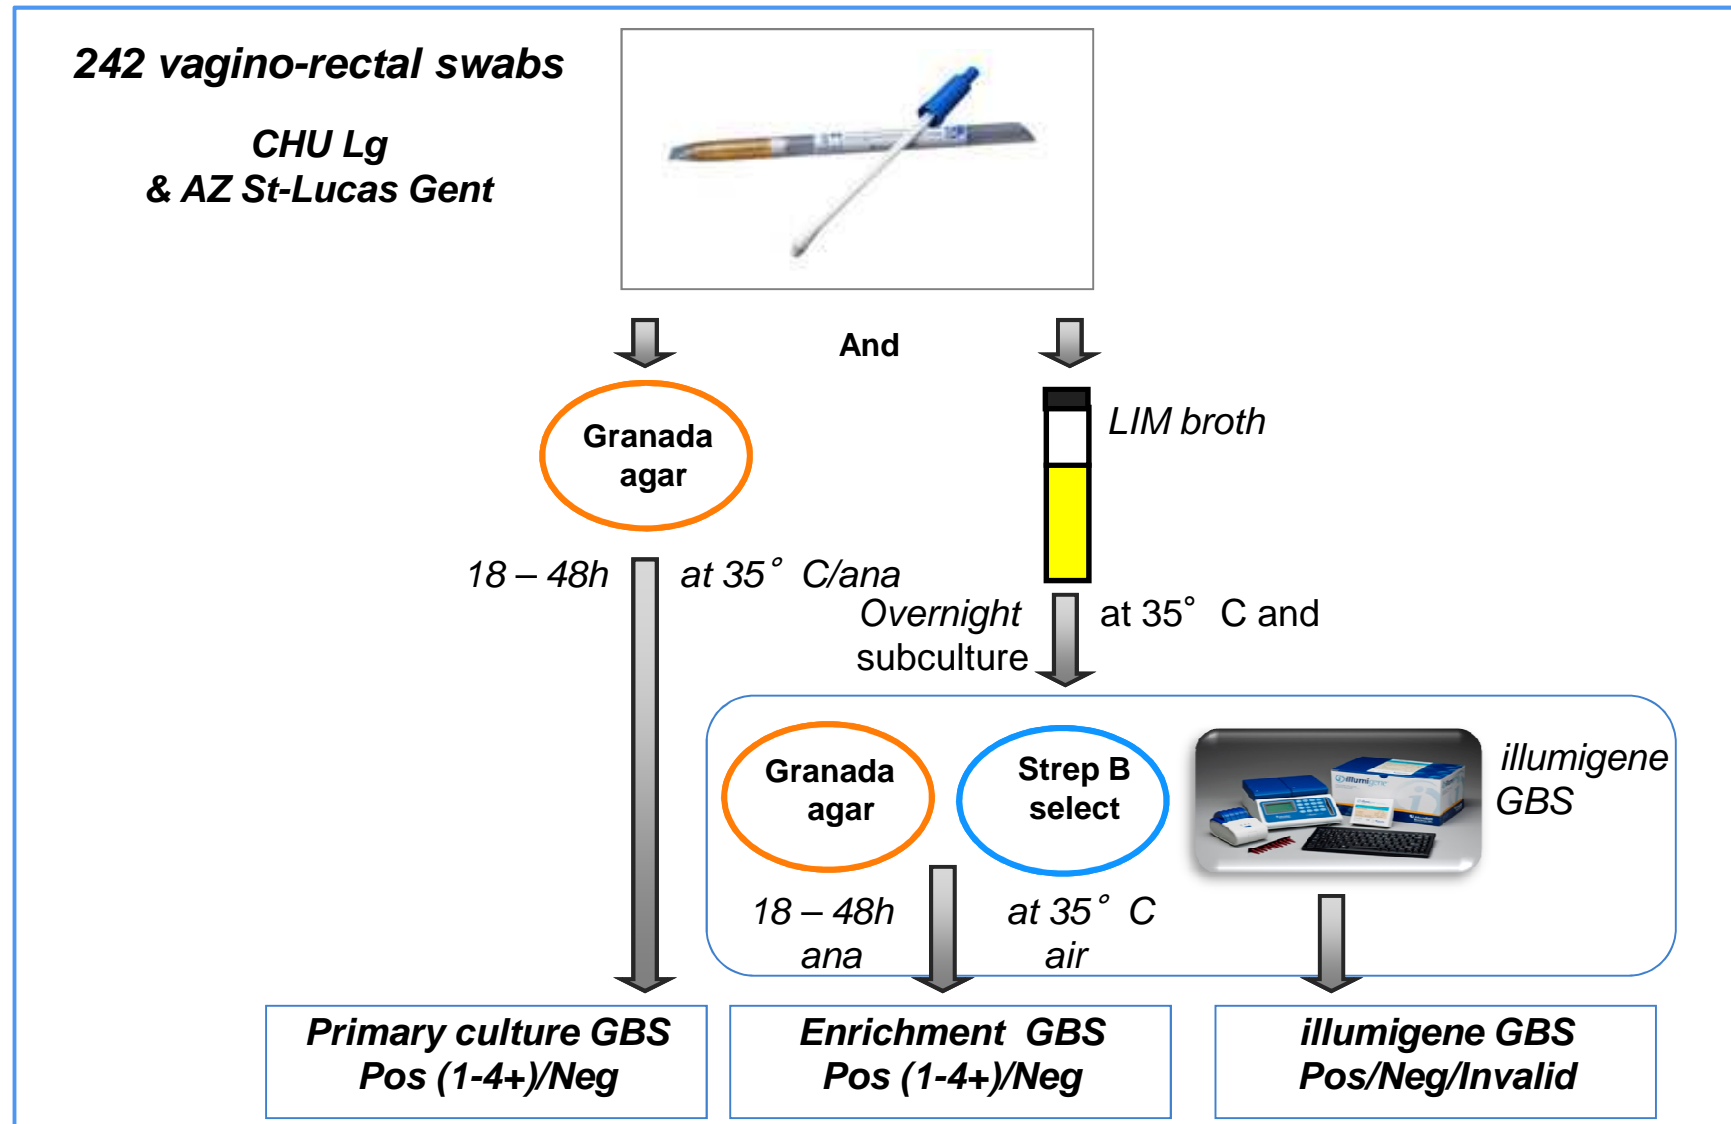 242 vagino-rectal swabs
CHU Lg
& AZ St-Lucas Gent
And
Granada
agar
LIM broth
18 – 48h at 35° C/ana
Overnight at 35° C and
subculture
Granada
agar
Strep B
select
illumigene
GBS
18 – 48h at 35° C
ana air
Primary culture GBS
Pos (1-4+)/Neg
Enrichment GBS
Pos (1-4+)/Neg
illumigene GBS
Pos/Neg/Invalid